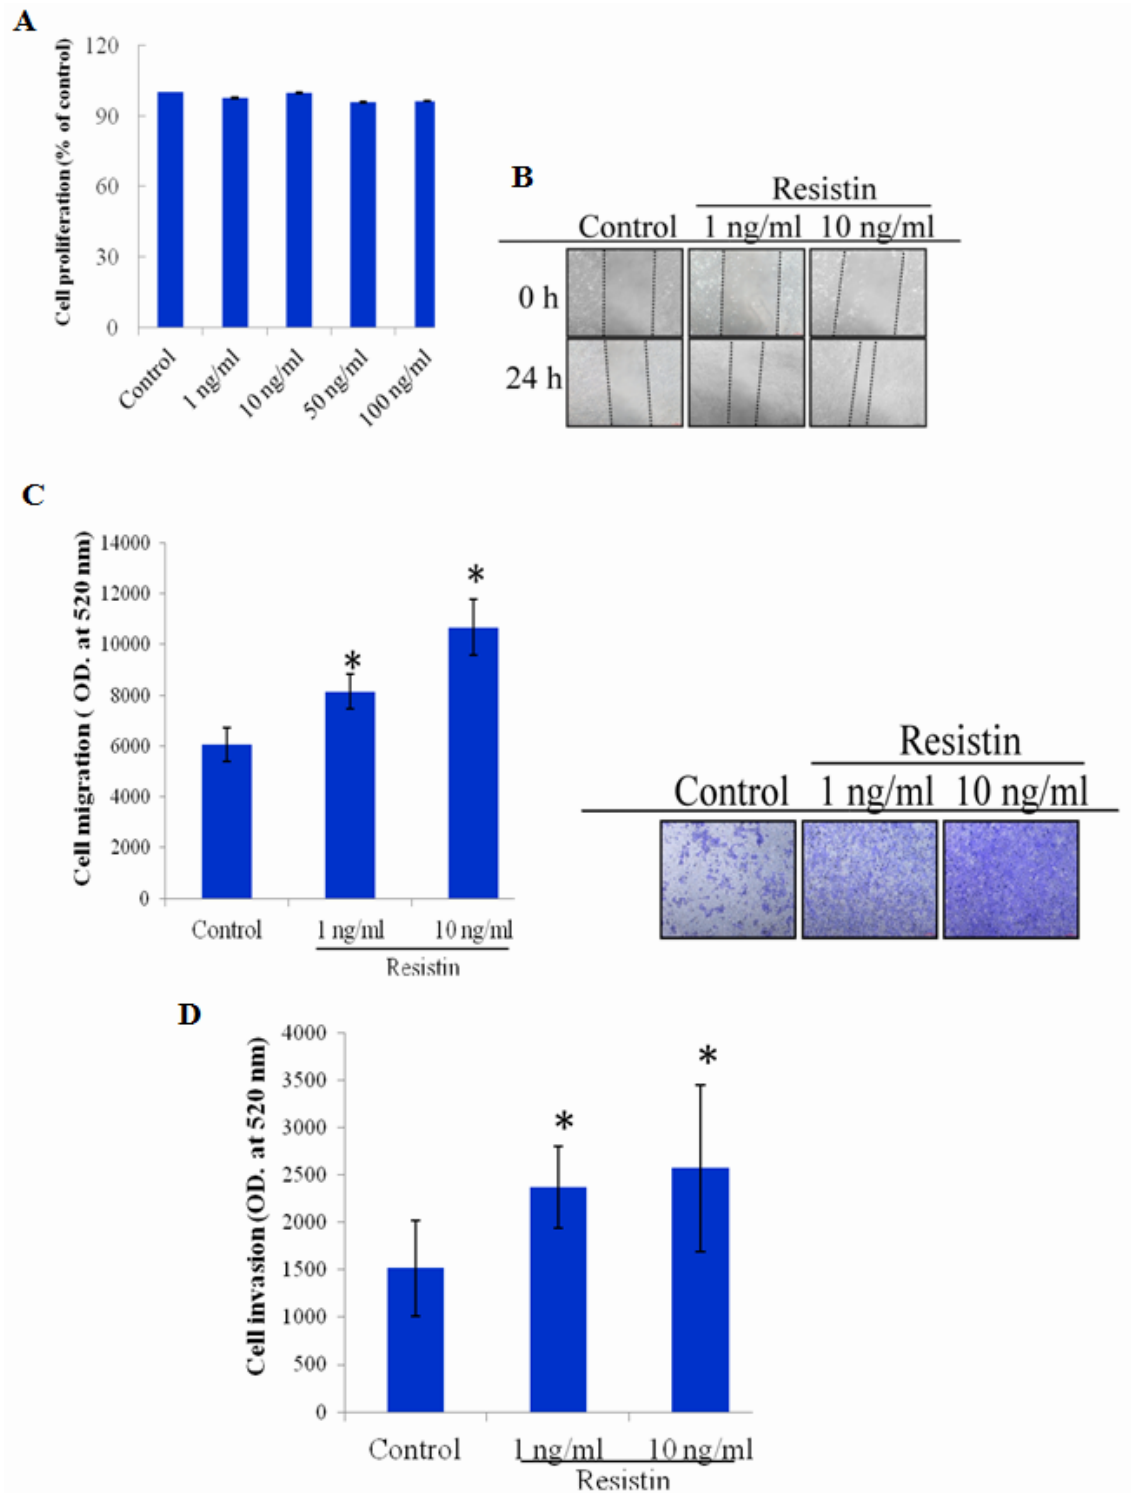 A
Cell proliferation (% of control)
120
90
60
30
0
Control
1 ng/ml
10 ng/ml
50 ng/ml
100 ng/ml
B
Resistin
Control 1 ng/ml 10 ng/ml
0 h
24 h
C
Cell migration ( OD. at 520 nm)
14000
12000
10000
8000
6000
4000
2000
0
*
*
Control 1 ng/ml 10 ng/ml
Resistin
Resistin
Control 1 ng/ml 10 ng/ml
D
Cell invasion (OD. at 520 nm)
4000
3500
3000
2500
2000
1500
1000
500
0
*
*
Control 1 ng/ml 10 ng/ml
Resistin